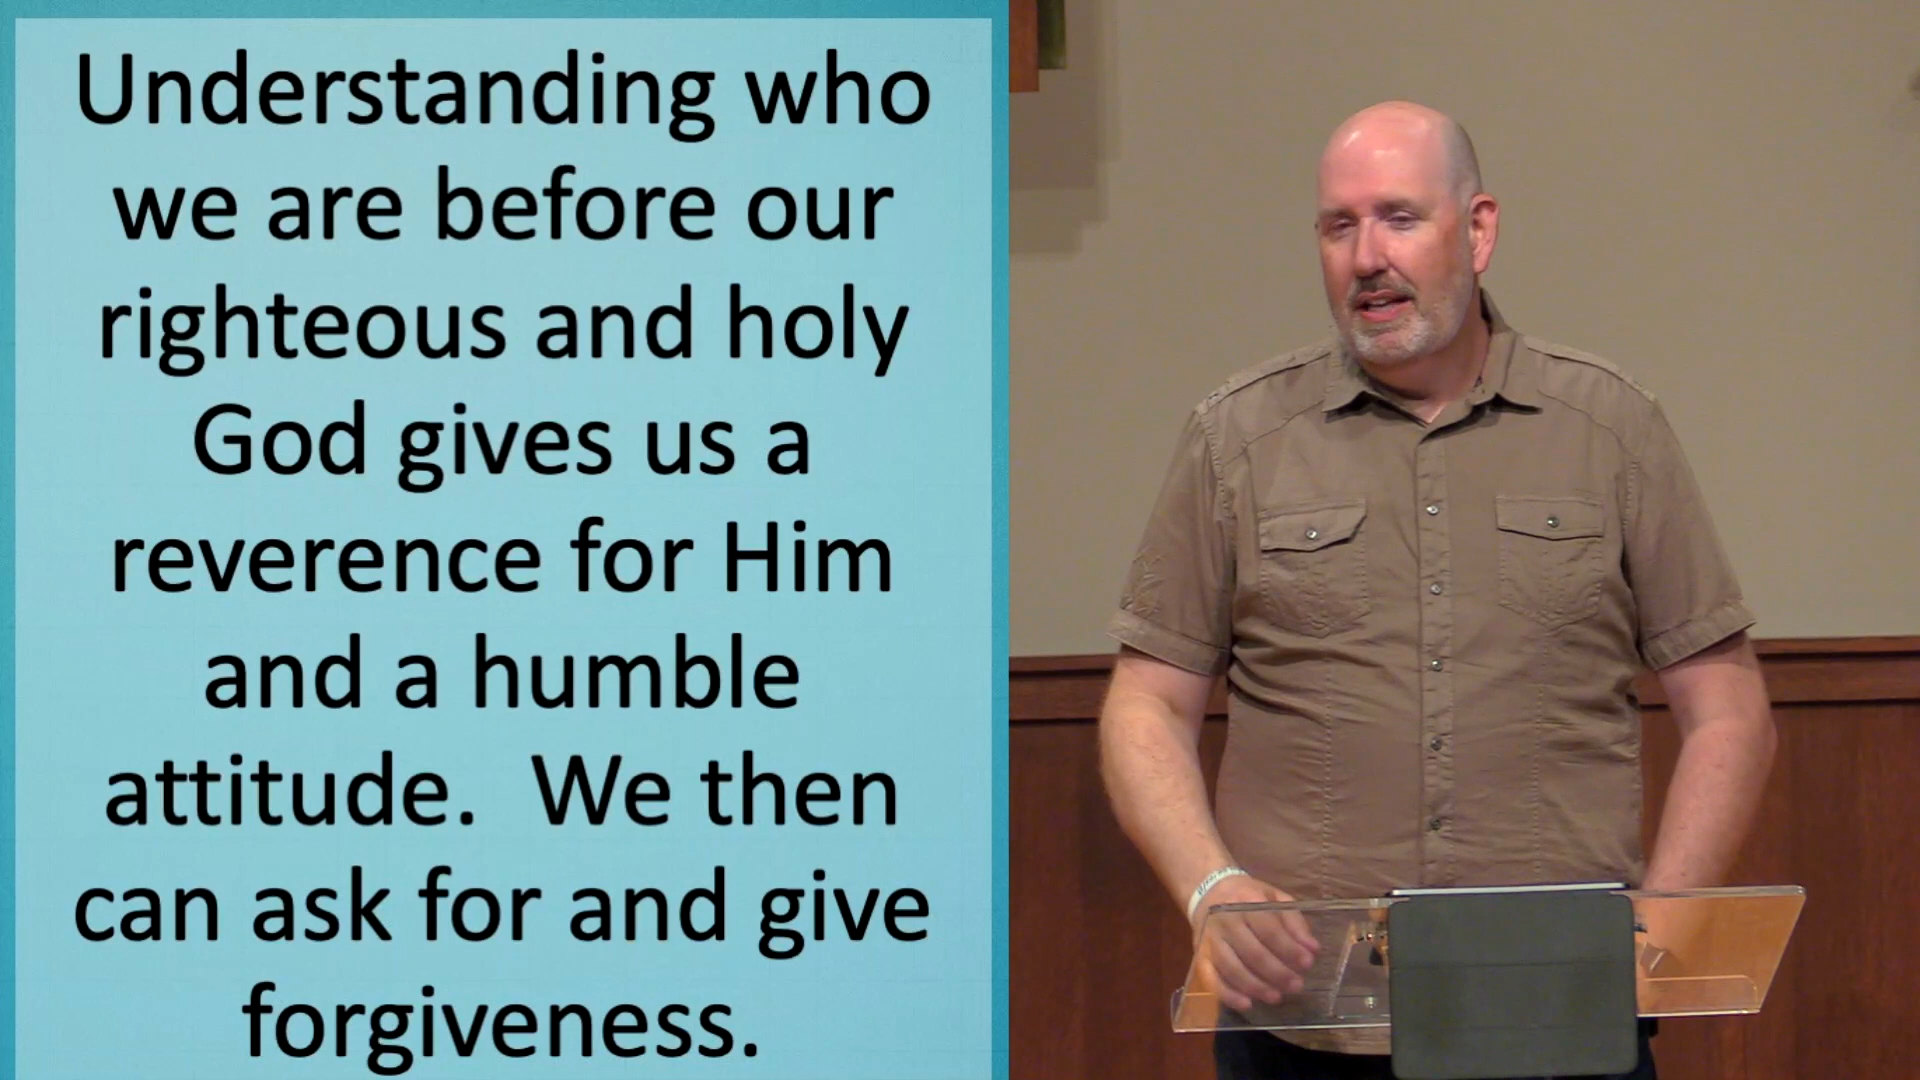 Understanding who
we are before our
righteous and holy
God gives us a
reverence for Him
and a humble
attitude.  We then
can ask for and give
forgiveness.